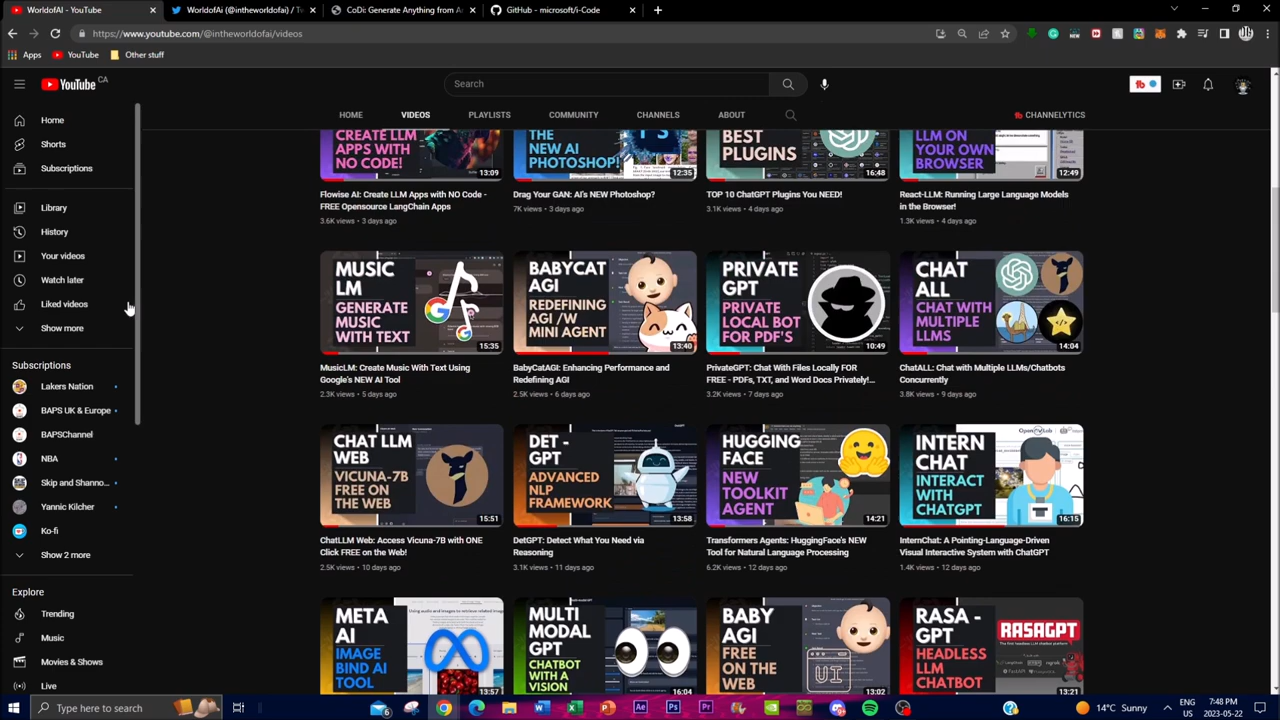 WorldofAI - YouTube
WorldofAi (@intheworldofai) / Tw
CoDi: Generate Anything from A
GitHub - microsoft/i-Code
https://www.youtube.com/@intheworldofai/videos
Apps
YouTube
Other stuff
YouTube CA
Search
HOME
VIDEOS
PLAYLISTS
COMMUNITY
CHANNELS
ABOUT
CHANNELYTICS
Home
Shorts
Subscriptions
Library
History
Your videos
Watch later
Liked videos
Show more
Subscriptions
Lakers Nation
BAPS UK & Europe
BAPSChannel
NBA
Skip and Shanno...
Yannic Kilcher
Ko-fi
Show 2 more
Explore
Trending
Music
Movies & Shows
Live
CREATE LLM
APPS WITH
NO CODE!
13:09
THE
NEW AI
PHOTOSHOP!
12:35
BEST
PLUGINS
16:48
LLM ON
YOUR OWN
BROWSER
12:49
Flowise AI: Create LLM Apps with NO Code -
FREE Opensource LangChain Apps
3.6K views • 3 days ago
Drag Your GAN: AI's NEW Photoshop?
7K views • 3 days ago
TOP 10 ChatGPT Plugins You NEED!
3.1K views • 4 days ago
React-LLM: Running Large Language Models
in the Browser!
1.3K views • 4 days ago
MUSIC
LM
GENERATE
MUSIC
WITH TEXT
15:35
BABYCAT
AGI
REDEFINING
AGI /W
MINI AGENT
13:40
PRIVATE
GPT
PRIVATE
LOCAL BOT
FOR PDF'S
10:49
CHAT
ALL
CHAT WITH
MULTIPLE
LLMS
14:04
MusicLM: Create Music With Text Using
Google's NEW AI Tool
2.3K views • 5 days ago
BabyCatAGI: Enhancing Performance and
Redefining AGI
2.5K views • 6 days ago
PrivateGPT: Chat With Files Locally FOR
FREE - PDFs, TXT, and Word Docs Privately!...
3.2K views • 7 days ago
ChatALL: Chat with Multiple LLMs/Chatbots
Concurrently
3.8K views • 9 days ago
CHAT LLM
WEB
VICUNA-7B
FREE ON
THE WEB
15:51
DET -
GPT
ADVANCED
NLP
FRAMEWORK
13:58
HUGGING
FACE
NEW
TOOLKIT
AGENT
14:21
INTERN
CHAT
INTERACT
WITH
CHATGPT
16:15
ChatLLM Web: Access Vicuna-7B with ONE
Click FREE on the Web!
2.5K views • 10 days ago
DetGPT: Detect What You Need via
Reasoning
3.1K views • 11 days ago
Transformers Agents: HuggingFace's NEW
Tool for Natural Language Processing
6.2K views • 12 days ago
InternChat: A Pointing-Language-Driven
Visual Interactive System with ChatGPT
1.4K views • 12 days ago
META
AI
IMAGE
BIND AI
TOOL
Using audio and images to retrieve related imag
13:57
MULTI
MODAL
GPT
CHATBOT
WITH A
VISION
16:04
BABY
AGI
FREE
ON THE
WEB
UI
13:02
RASA -
GPT
HEADLESS
LLM
CHATBOT
RASAGPT
13:21
Type here to search
14°C Sunny
ENG
US
7:48 PM
2023-05-22